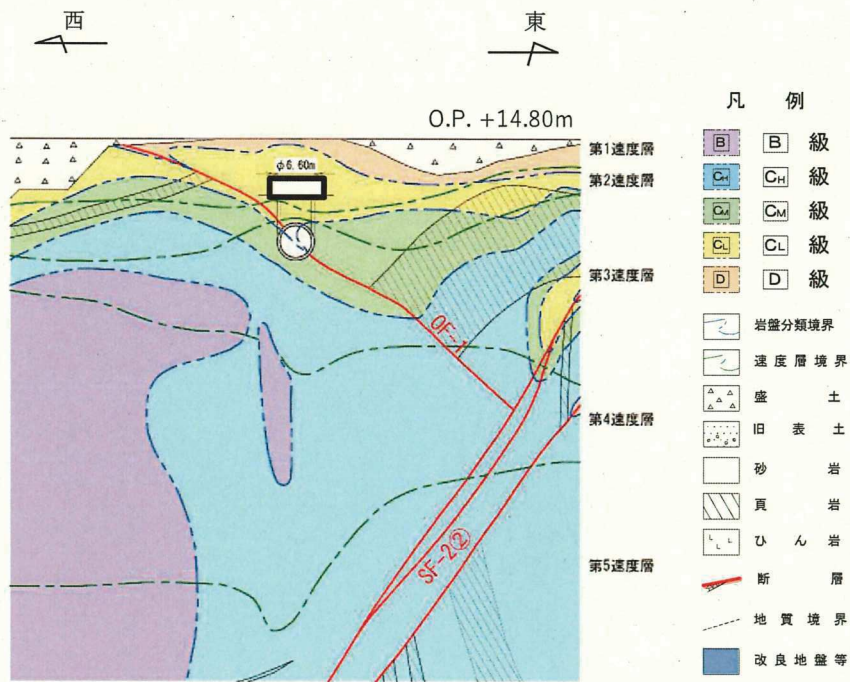 西
東
O.P. +14.80m
φ6.60m
第1速度層
第2速度層
第3速度層
第4速度層
第5速度層
OF-1
SF-2②
凡 例
B B 級
CH CH 級
CM CM 級
CL CL 級
D D 級
岩盤分類境界
速度層境界
盛 土
旧表土
砂 岩
頁 岩
ひん岩
断 層
地質境界
改良地盤等